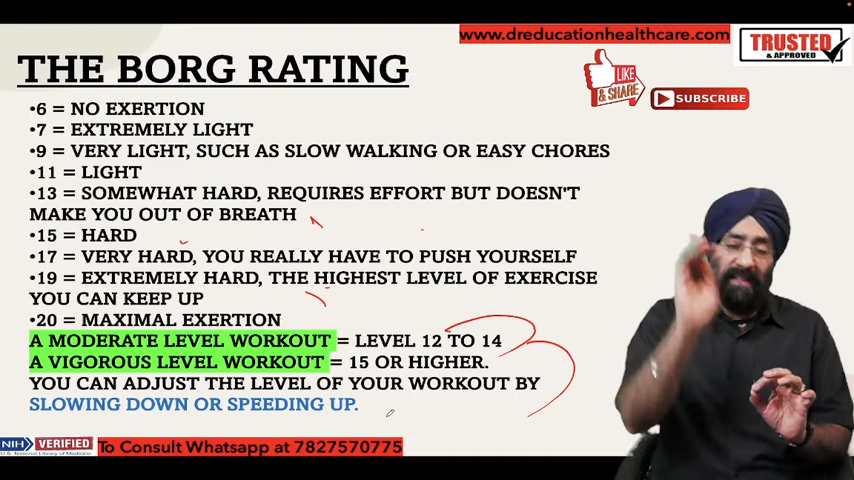 www.dreducationhealthcare.com
TRUSTED
& APPROVED
THE BORG RATING
LIKE
& SHARE
SUBSCRIBE
•6 = NO EXERTION
•7 = EXTREMELY LIGHT
•9 = VERY LIGHT, SUCH AS SLOW WALKING OR EASY CHORES
•11 = LIGHT
•13 = SOMEWHAT HARD, REQUIRES EFFORT BUT DOESN'T
MAKE YOU OUT OF BREATH
•15 = HARD
•17 = VERY HARD, YOU REALLY HAVE TO PUSH YOURSELF
•19 = EXTREMELY HARD, THE HIGHEST LEVEL OF EXERCISE
YOU CAN KEEP UP
•20 = MAXIMAL EXERTION
A MODERATE LEVEL WORKOUT = LEVEL 12 TO 14
A VIGOROUS LEVEL WORKOUT = 15 OR HIGHER.
YOU CAN ADJUST THE LEVEL OF YOUR WORKOUT BY
SLOWING DOWN OR SPEEDING UP.
NIH VERIFIED
U.S. National Library of Medicine
To Consult Whatsapp at 7827570775